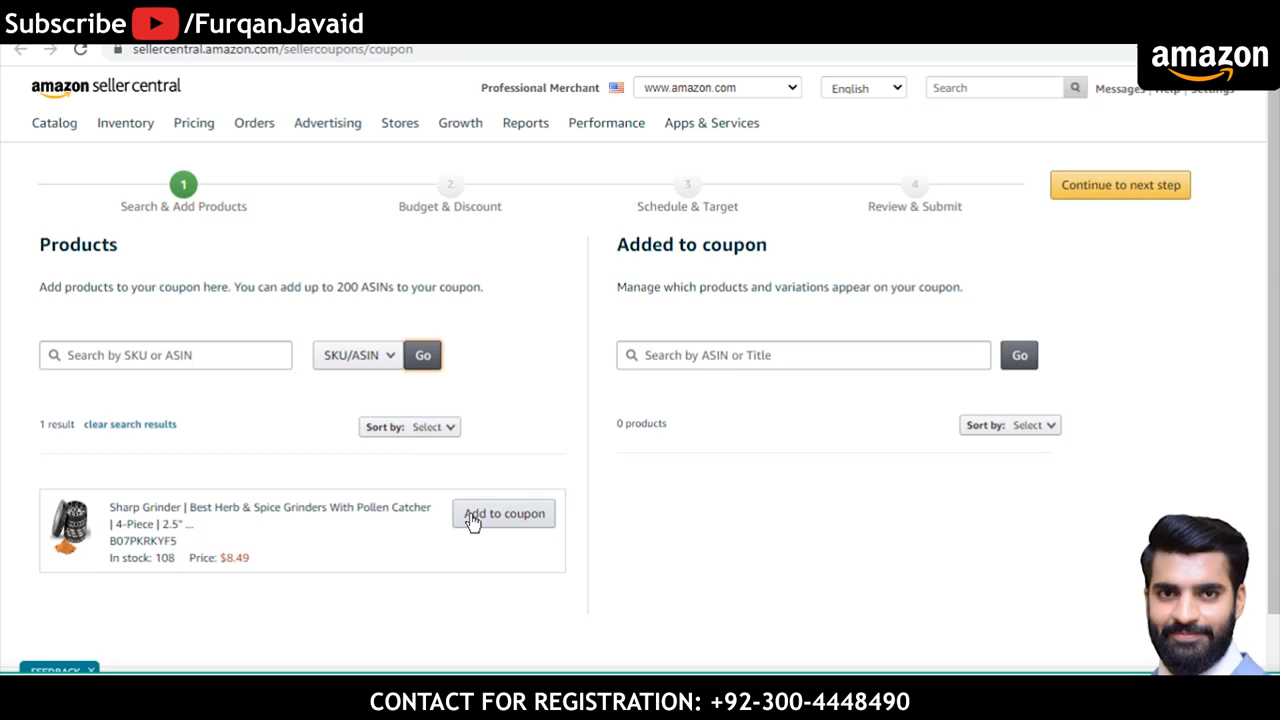 Subscribe /FurqanJavaid
sellercentral.amazon.com/sellercoupons/coupon
amazon
amazon seller central
Professional Merchant www.amazon.com English Search Messages Help Settings
Catalog Inventory Pricing Orders Advertising Stores Growth Reports Performance Apps & Services
1 2 3 4 Continue to next step
Search & Add Products Budget & Discount Schedule & Target Review & Submit
Products
Add products to your coupon here. You can add up to 200 ASINs to your coupon.
Search by SKU or ASIN SKU/ASIN Go
1 result clear search results Sort by: Select
Sharp Grinder | Best Herb & Spice Grinders With Pollen Catcher
| 4-Piece | 2.5" ...
B07PKRKYF5
In stock: 108 Price: $8.49
Add to coupon
Added to coupon
Manage which products and variations appear on your coupon.
Search by ASIN or Title Go
0 products Sort by: Select
FEEDBACK X
CONTACT FOR REGISTRATION: +92-300-4448490